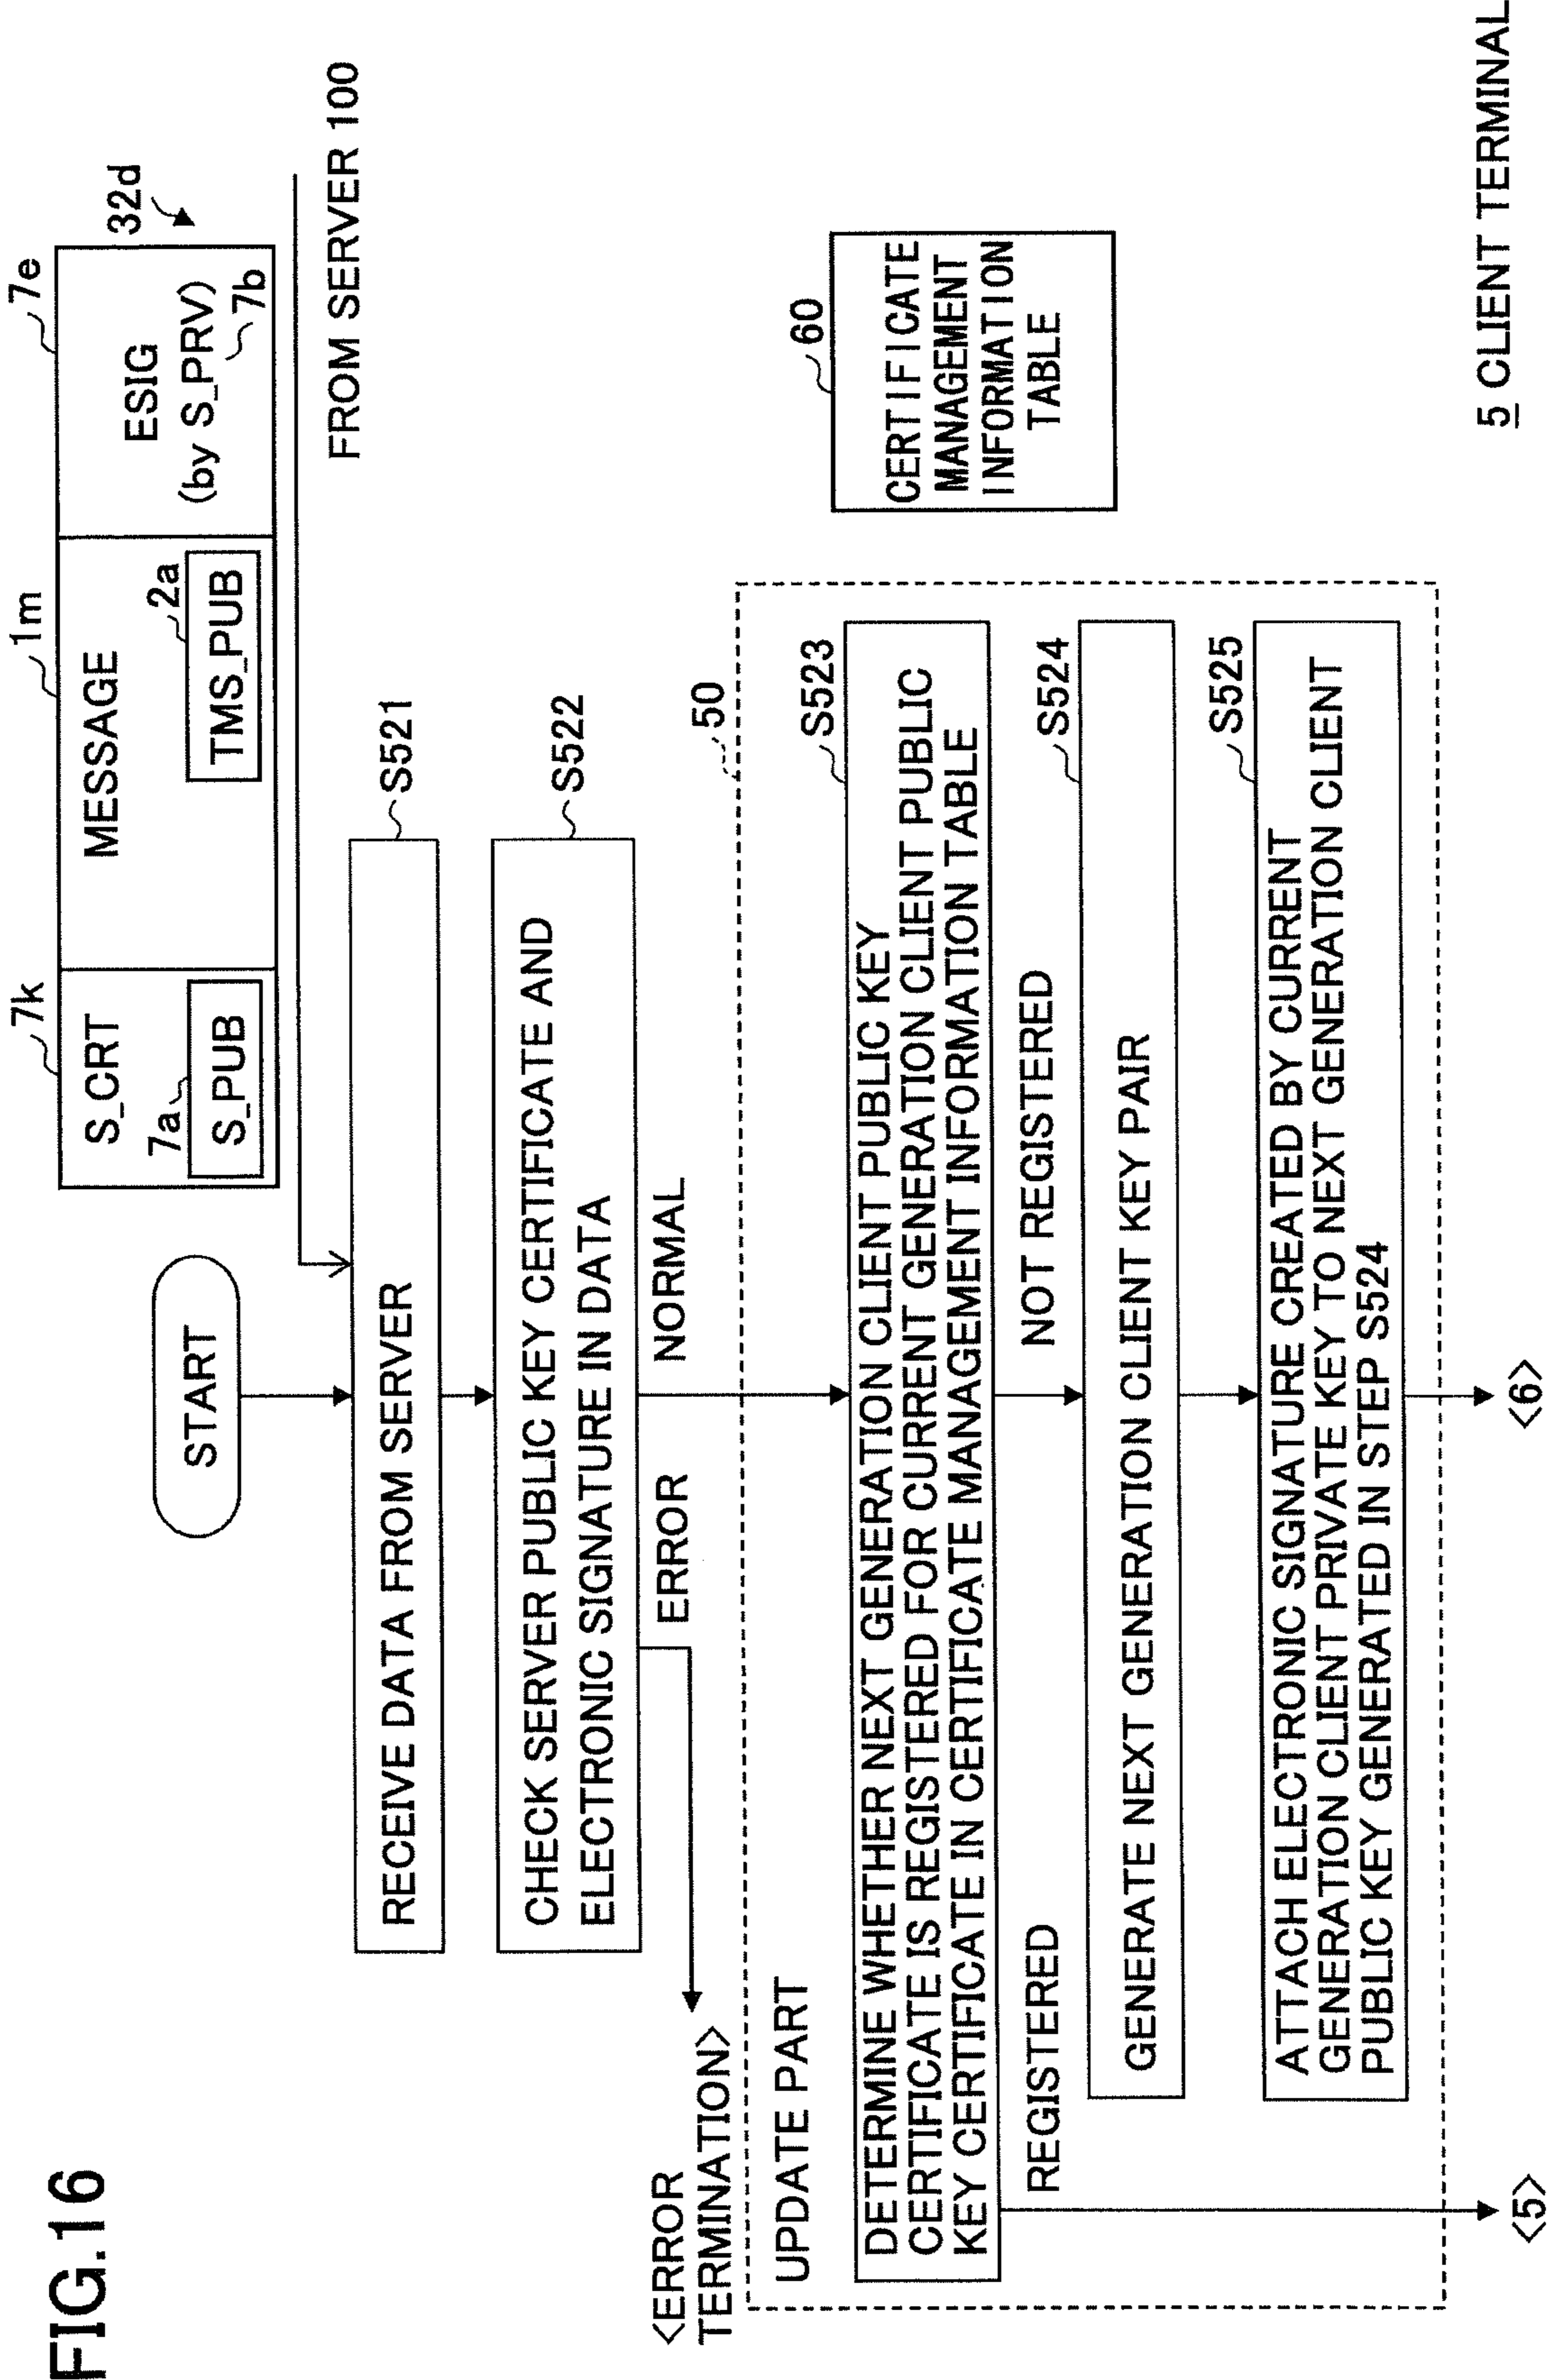 FIG.16
7k
1m
7e
32d
S_CRT
MESSAGE
ESIG
(by S_PRV)
7a
S_PUB
2a
TMS_PUB
7b
START
FROM SERVER 100
RECEIVE DATA FROM SERVER
S521
CHECK SERVER PUBLIC KEY CERTIFICATE AND
ELECTRONIC SIGNATURE IN DATA
S522
ERROR
NORMAL
<ERROR
TERMINATION>
50
UPDATE PART
60
CERTIFICATE
MANAGEMENT
INFORMATION
TABLE
S523
DETERMINE WHETHER NEXT GENERATION CLIENT PUBLIC KEY
CERTIFICATE IS REGISTERED FOR CURRENT GENERATION CLIENT PUBLIC
KEY CERTIFICATE IN CERTIFICATE MANAGEMENT INFORMATION TABLE
REGISTERED
NOT REGISTERED
S524
GENERATE NEXT GENERATION CLIENT KEY PAIR
S525
ATTACH ELECTRONIC SIGNATURE CREATED BY CURRENT
GENERATION CLIENT PRIVATE KEY TO NEXT GENERATION CLIENT
PUBLIC KEY GENERATED IN STEP S524
<5>
<6>
5 CLIENT TERMINAL